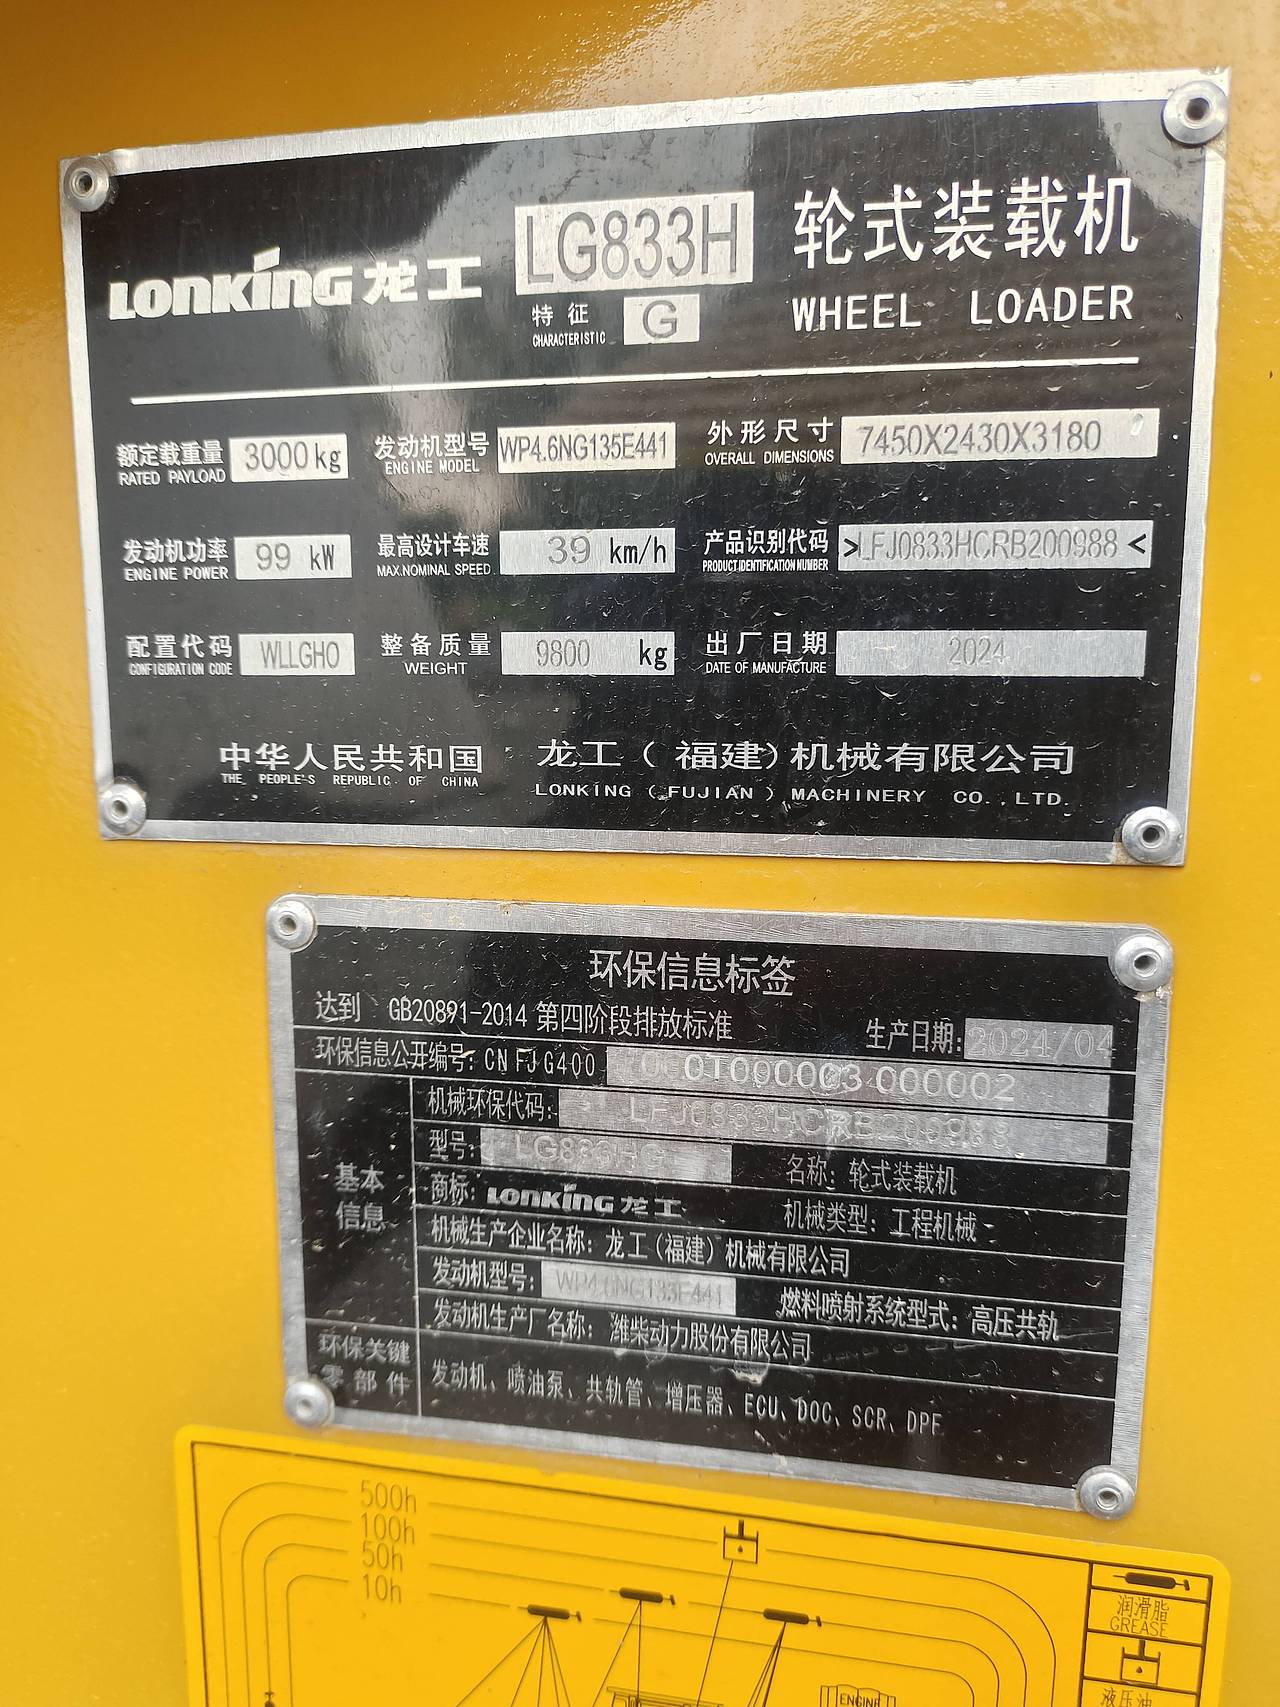 LONKING 龙工 LG833H 轮式装载机
特征 G WHEEL LOADER
CHARACTERISTIC
额定载重量 3000kg 发动机型号 WP4.6NG135E441 外形尺寸 7450X2430X3180
RATED PAYLOAD ENGINE MODEL OVERALL DIMENSIONS
发动机功率 99 kW 最高设计车速 39 km/h 产品识别代码 >LFJ0833HCRB200988<
ENGINE POWER MAX.NOMINAL SPEED PRODUCT IDENTIFICATION NUMBER
配置代码 WLLGH0 整备质量 9800 kg 出厂日期 2024
CONFIGURATION CODE WEIGHT DATE OF MANUFACTURE
中华人民共和国 龙工（福建）机械有限公司
THE PEOPLE'S REPUBLIC OF CHINA LONKING (FUJIAN) MACHINERY CO.,LTD.
环保信息标签
达到 GB20891-2014 第四阶段排放标准 生产日期: 2024/04
环保信息公开编号: CN FJ G400 000003 000002
机械环保代码: LFJ0833HCRB200988
型号: LG833HG 名称: 轮式装载机
基本信息
商标: LONKING 龙工 机械类型: 工程机械
机械生产企业名称: 龙工（福建）机械有限公司
发动机型号: 燃料喷射系统型式: 高压共轨
发动机生产厂名称: 潍柴动力股份有限公司
环保关键零部件 发动机、喷油泵、共轨管、增压器、ECU、DOC、SCR、DPF
500h
100h
50h
10h
润滑脂
GREASE
液压油
ENGINE